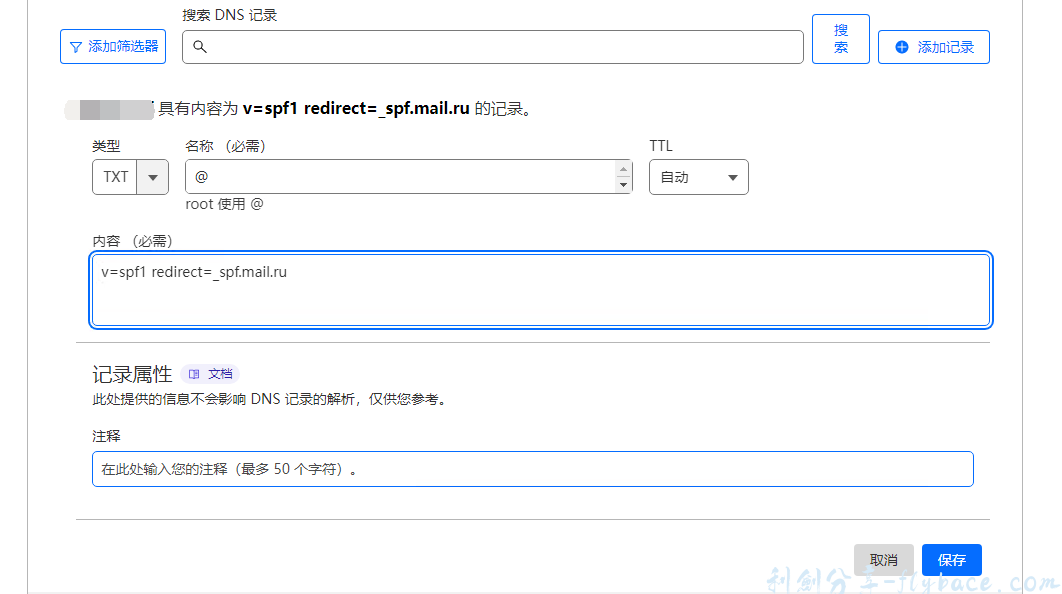 搜索 DNS 记录
添加筛选器
搜
索
添加记录
具有内容为 v=spf1 redirect=_spf.mail.ru 的记录。
类型
名称 （必需）
TTL
TXT
@
自动
root 使用 @
内容 （必需）
v=spf1 redirect=_spf.mail.ru
记录属性
文档
此处提供的信息不会影响 DNS 记录的解析，仅供您参考。
注释
在此处输入您的注释（最多 50 个字符）。
取消
保存
利剑分享-flybace.com